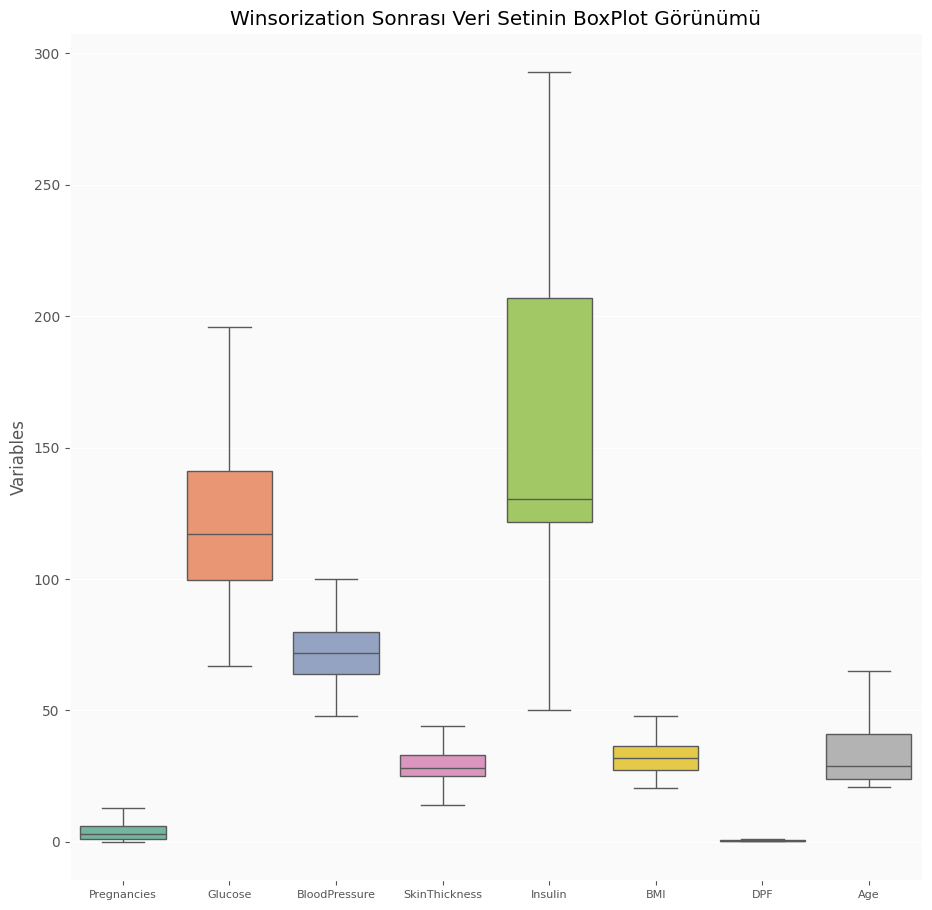 Winsorization Sonrası Veri Setinin BoxPlot Görünümü
300
250
200
150
100
50
0
Variables
Pregnancies Glucose BloodPressure SkinThickness Insulin BMI DPF Age